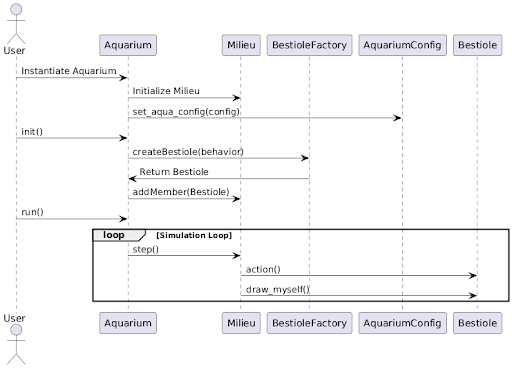 User
Aquarium
Milieu
BestioleFactory
AquariumConfig
Bestiole
Instantiate Aquarium
Initialize Milieu
set_aqua_config(config)
init()
createBestiole(behavior)
Return Bestiole
addMember(Bestiole)
run()
loop [Simulation Loop]
step()
action()
draw_myself()
User
Aquarium
Milieu
BestioleFactory
AquariumConfig
Bestiole